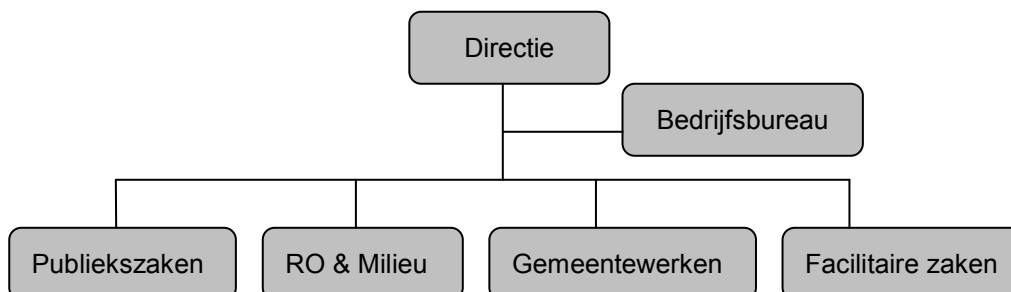 Directie
Bedrijfsbureau
Publiekszaken
RO & Milieu
Gemeentewerken
Facilitaire zaken